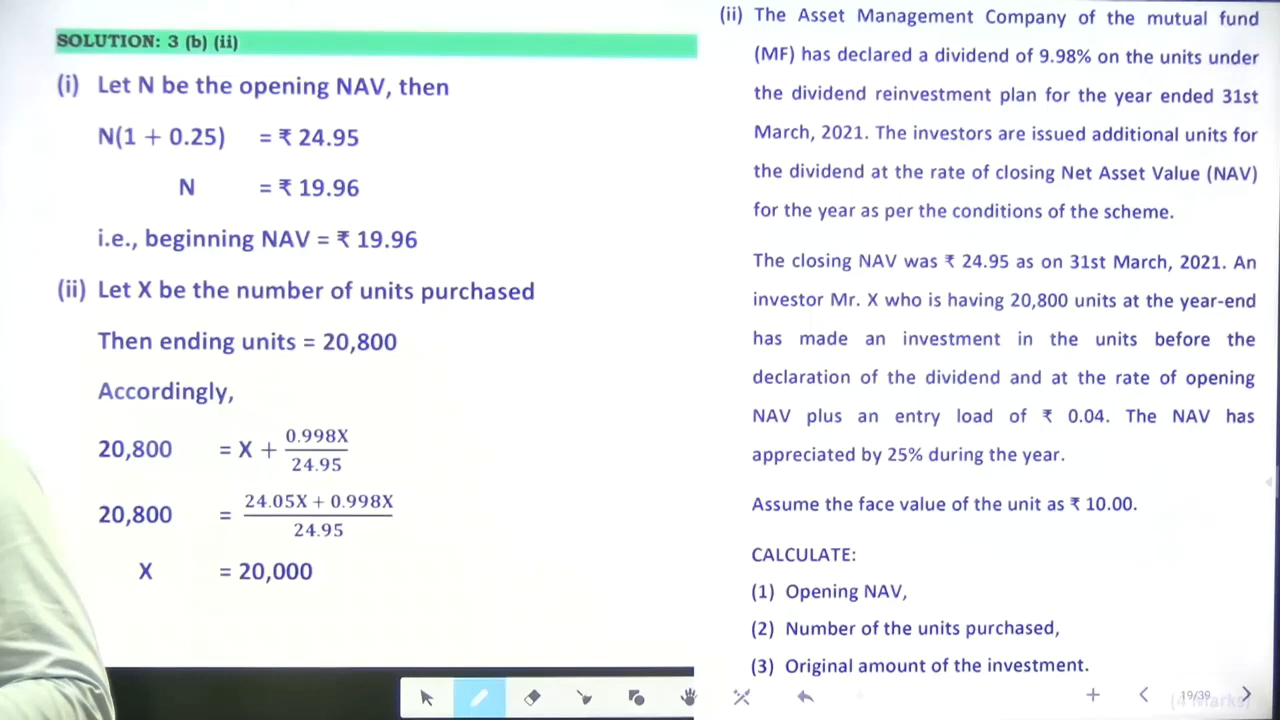 SOLUTION: 3 (b) (ii)
(i) Let N be the opening NAV, then
N(1 + 0.25) = ₹ 24.95
N = ₹ 19.96
i.e., beginning NAV = ₹ 19.96
(ii) Let X be the number of units purchased
Then ending units = 20,800
Accordingly,
20,800 = X + 0.998X / 24.95
20,800 = 24.05X + 0.998X / 24.95
X = 20,000
(ii) The Asset Management Company of the mutual fund
(MF) has declared a dividend of 9.98% on the units under
the dividend reinvestment plan for the year ended 31st
March, 2021. The investors are issued additional units for
the dividend at the rate of closing Net Asset Value (NAV)
for the year as per the conditions of the scheme.
The closing NAV was ₹ 24.95 as on 31st March, 2021. An
investor Mr. X who is having 20,800 units at the year-end
has made an investment in the units before the
declaration of the dividend and at the rate of opening
NAV plus an entry load of ₹ 0.04. The NAV has
appreciated by 25% during the year.
Assume the face value of the unit as ₹ 10.00.
CALCULATE:
(1) Opening NAV,
(2) Number of the units purchased,
(3) Original amount of the investment.
19/39
(4 Marks)